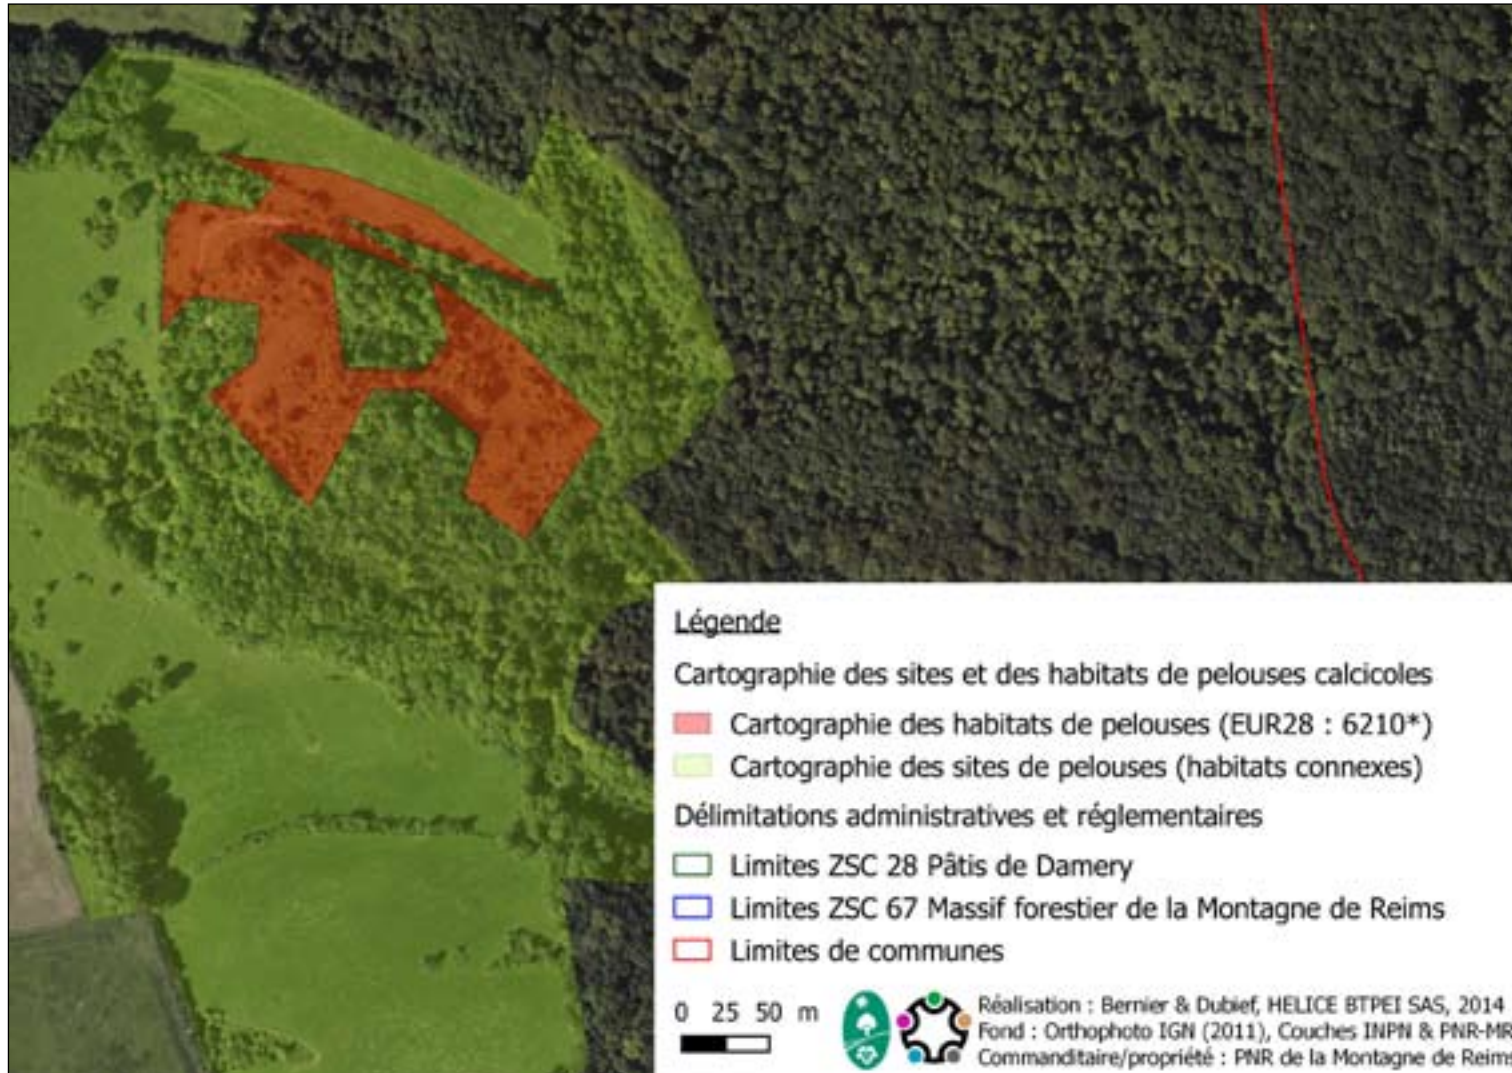 Légende
Cartographie des sites et des habitats de pelouses calcicoles
Cartographie des habitats de pelouses (EUR28 : 6210*)
Cartographie des sites de pelouses (habitats connexes)
Délimitations administratives et réglementaires
Limites ZSC 28 Pâtis de Damery
Limites ZSC 67 Massif forestier de la Montagne de Reims
Limites de communes
0 25 50 m
Réalisation : Bernier & Dubief, HELICE BTPEI SAS, 2014
Fond : Orthophoto IGN (2011), Couches INPN & PNR-MR
Commanditaire/propriété : PNR de la Montagne de Reims